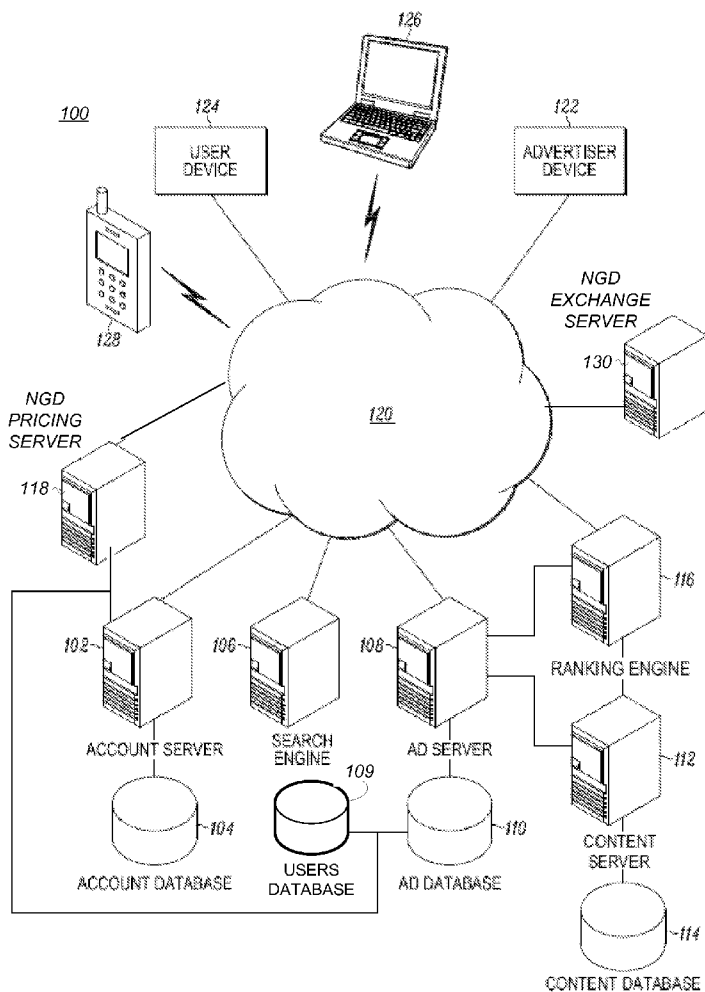 126
100
124
USER
DEVICE
122
ADVERTISER
DEVICE
128
NGD
EXCHANGE
SERVER
130
120
NGD
PRICING
SERVER
118
116
RANKING ENGINE
102
ACCOUNT SERVER
106
SEARCH
ENGINE
108
AD SERVER
112
CONTENT
SERVER
104
ACCOUNT DATABASE
109
USERS
DATABASE
110
AD DATABASE
114
CONTENT DATABASE